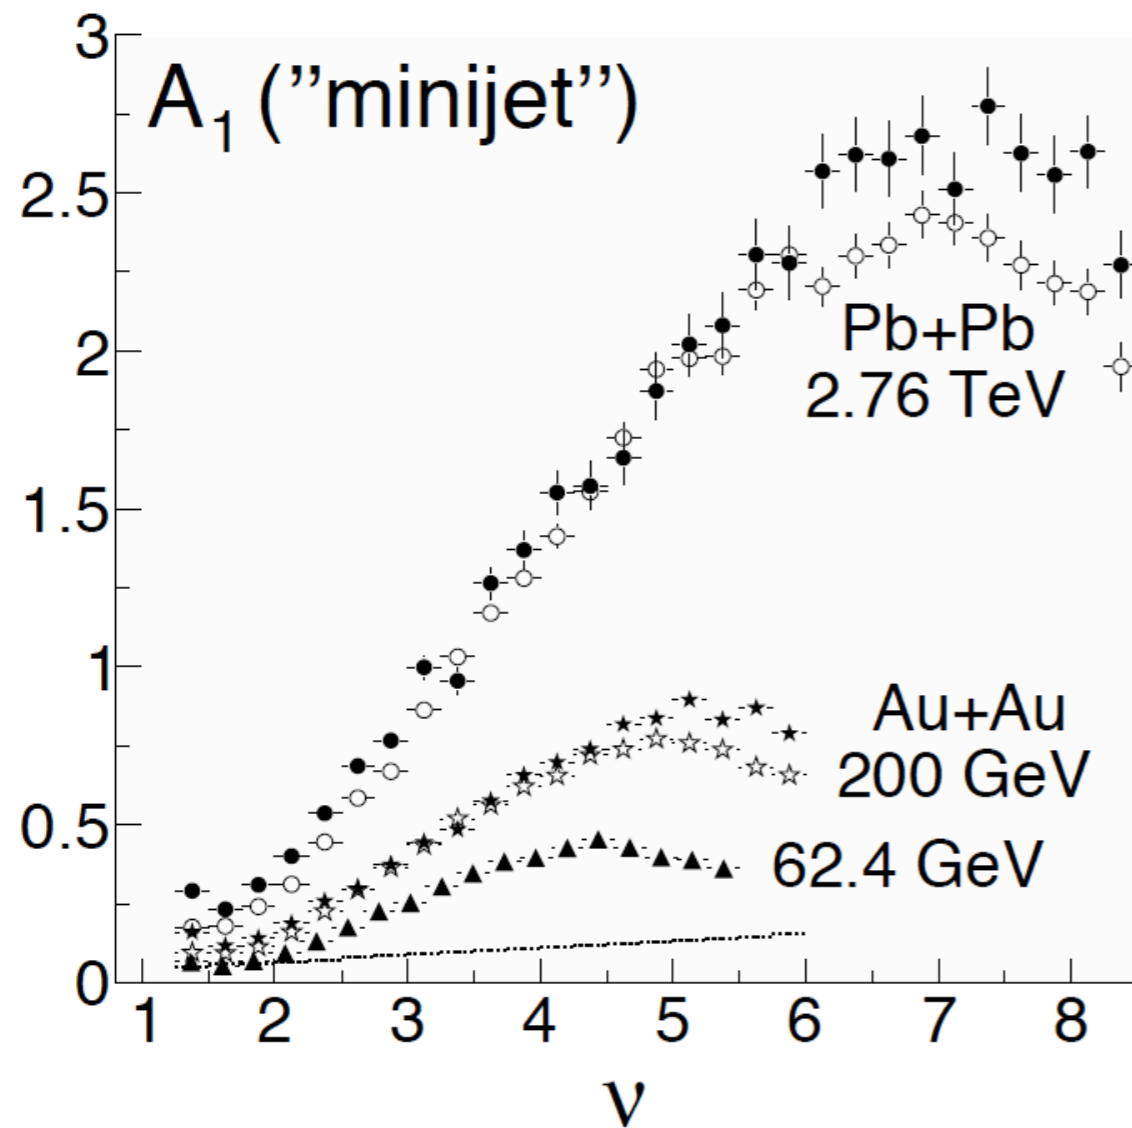 A1 (”minijet”)
3
2.5
2
1.5
1
0.5
0
Pb+Pb
2.76 TeV
Au+Au
200 GeV
62.4 GeV
1 2 3 4 5 6 7 8
ν